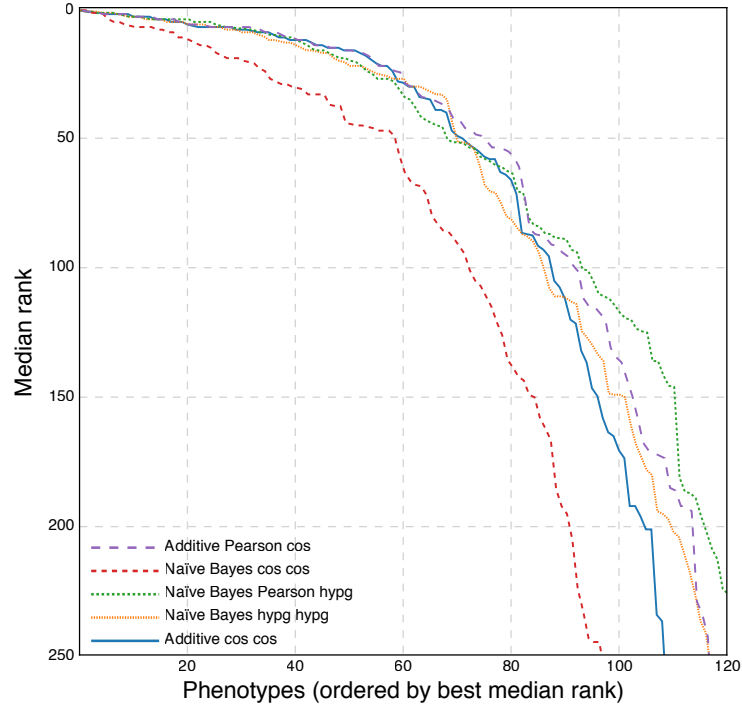 0
50
100
150
200
250
Median rank
Additive Pearson cos
Naïve Bayes cos cos
Naïve Bayes Pearson hypg
Naïve Bayes hypg hypg
Additive cos cos
20 40 60 80 100 120
Phenotypes (ordered by best median rank)